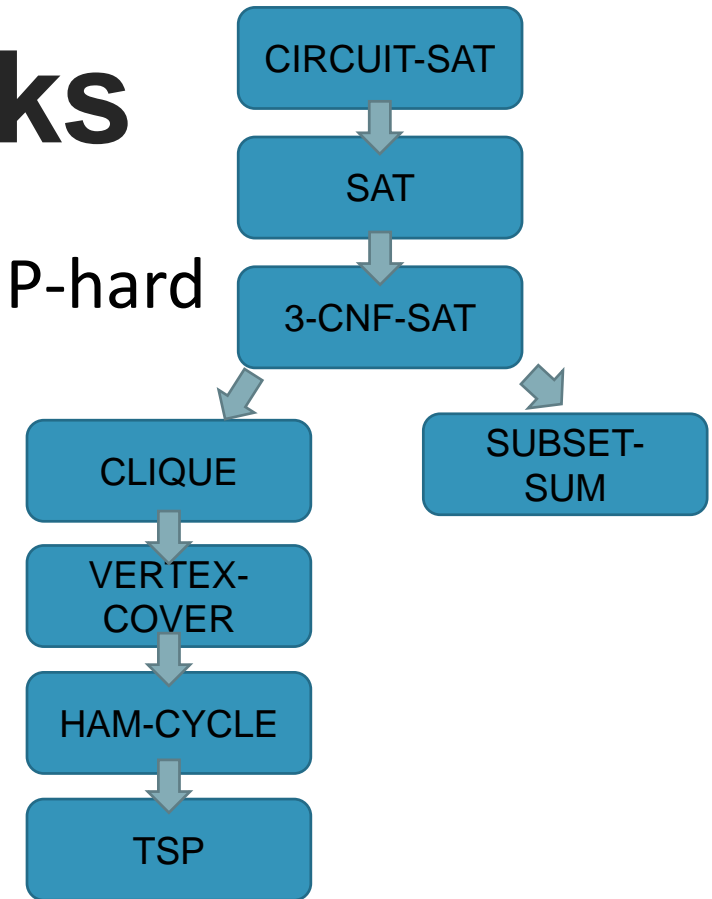 ks
CIRCUIT-SAT
SAT
P-hard
3-CNF-SAT
CLIQUE
SUBSET-
SUM
VERTEX-
COVER
HAM-CYCLE
TSP